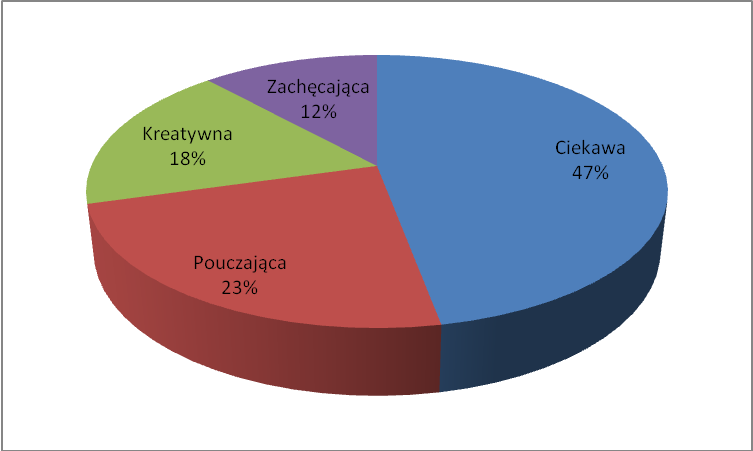 Zachęcająca
12%
Kreatywna
18%
Ciekawa
47%
Pouczająca
23%